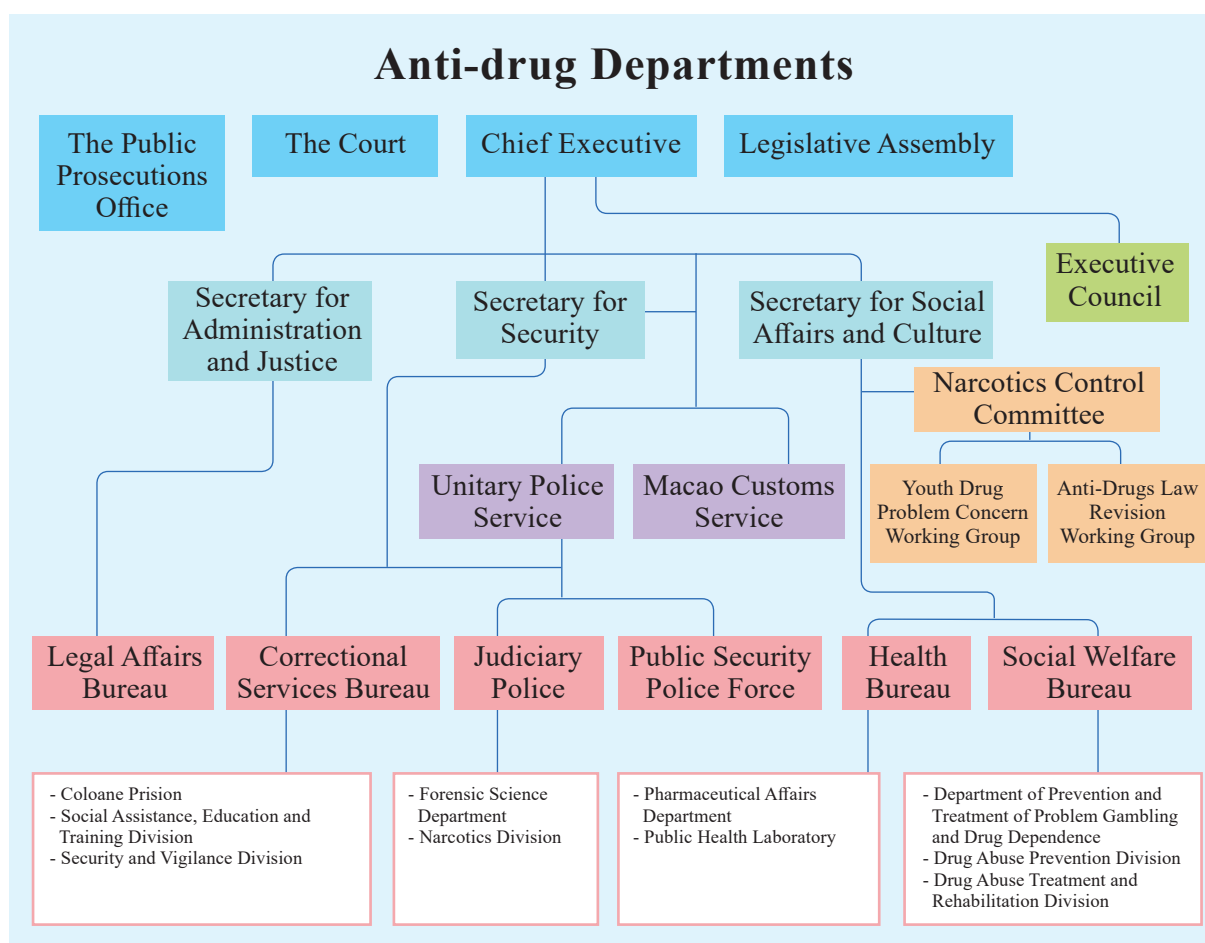 Anti-drug Departments
The Public
Prosecutions
Office
The Court
Chief Executive
Legislative Assembly
Executive
Council
Secretary for
Administration
and Justice
Secretary for
Security
Secretary for Social
Affairs and Culture
Narcotics Control
Committee
Unitary Police
Service
Macao Customs
Service
Youth Drug
Problem Concern
Working Group
Anti-Drugs Law
Revision
Working Group
Legal Affairs
Bureau
Correctional
Services Bureau
Judiciary
Police
Public Security
Police Force
Health
Bureau
Social Welfare
Bureau
- Coloane Prision
- Social Assistance, Education and
Training Division
- Security and Vigilance Division
- Forensic Science
Department
- Narcotics Division
- Pharmaceutical Affairs
Department
- Public Health Laboratory
- Department of Prevention and
Treatment of Problem Gambling
and Drug Dependence
- Drug Abuse Prevention Division
- Drug Abuse Treatment and
Rehabilitation Division